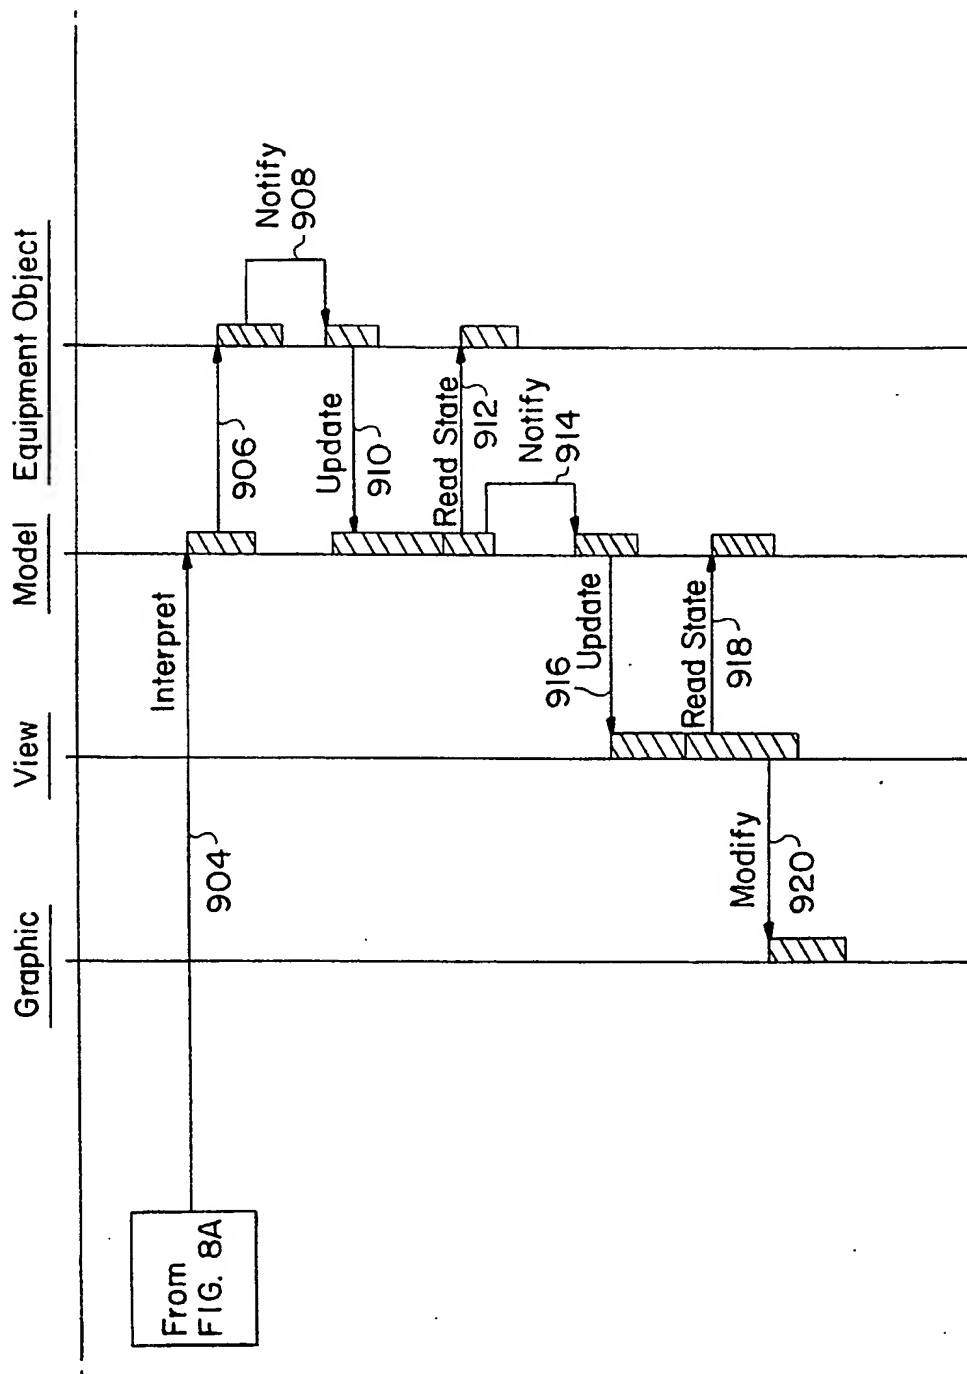 Graphic
View
Model
Equipment Object
From
FIG. 8A
Interpret
904
906
Notify
908
Update
910
Read State
912
Notify
914
916
Update
Read State
918
Modify
920